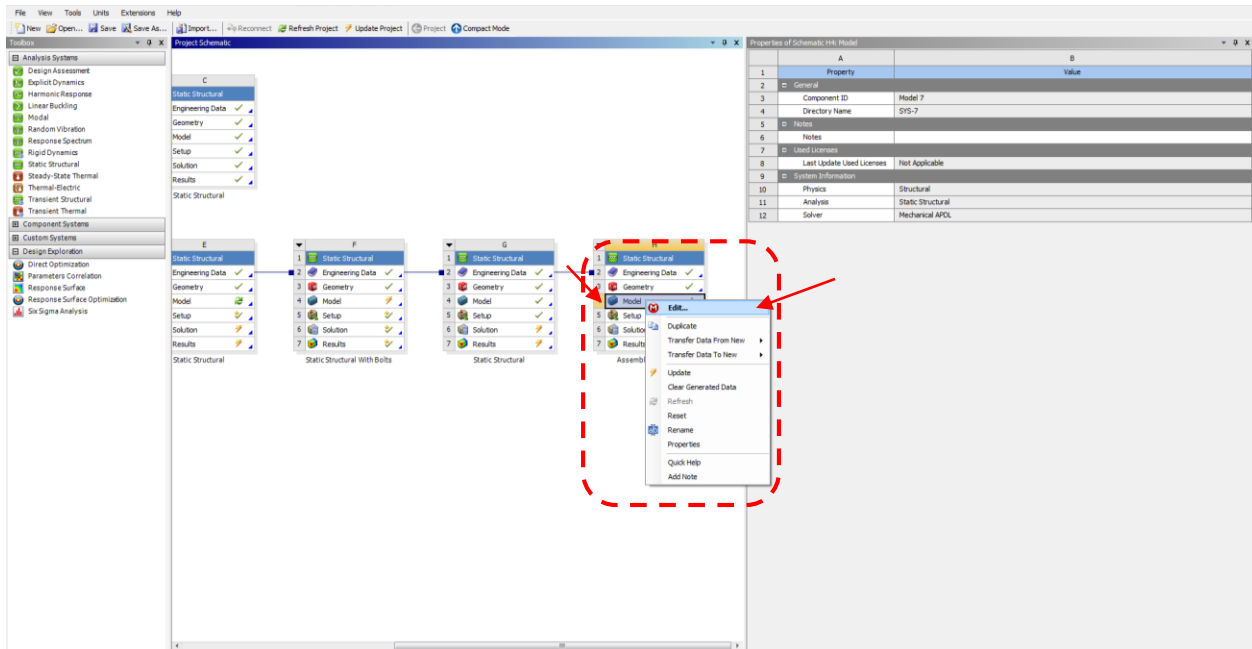 File View Tools Units Extensions Help
New Open... Save Save As... Import... Reconnect Refresh Project Update Project Project Compact Mode
Toolbox
Analysis Systems
Design Assessment
Explicit Dynamics
Harmonic Response
Linear Buckling
Modal
Random Vibration
Response Spectrum
Rigid Dynamics
Static Structural
Steady-State Thermal
Thermal-Electric
Transient Structural
Transient Thermal
Component Systems
Custom Systems
Design Exploration
Direct Optimization
Parameters Correlation
Response Surface
Response Surface Optimization
Six Sigma Analysis
Project Schematic
C
Static Structural
Engineering Data
Geometry
Model
Setup
Solution
Results
Static Structural
E
Static Structural
Engineering Data
Geometry
Model
Setup
Solution
Results
Static Structural
F
1 Static Structural
2 Engineering Data
3 Geometry
4 Model
5 Setup
6 Solution
7 Results
Static Structural With Bolts
G
1 Static Structural
2 Engineering Data
3 Geometry
4 Model
5 Setup
6 Solution
7 Results
Static Structural
H
1 Static Structural
2 Engineering Data
3 Geometry
Model
5 Setup
6 Solution
7 Results
Assembl
Edit...
Duplicate
Transfer Data From New
Transfer Data To New
Update
Clear Generated Data
Refresh
Reset
Rename
Properties
Quick Help
Add Note
Properties of Schematic H4: Model
A B
1 Property Value
2 General
3 Component ID Model 7
4 Directory Name SYS-7
5 Notes
6 Notes
7 Used Licenses
8 Last Update Used Licenses Not Applicable
9 System Information
10 Physics Structural
11 Analysis Static Structural
12 Solver Mechanical APDL